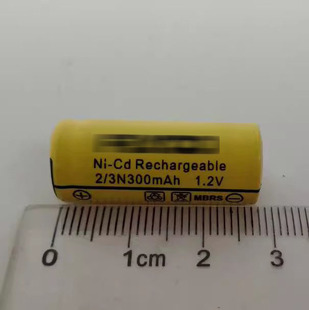 Ni-Cd Rechargeable
2/3N300mAh 1.2V
MBRS
0 1cm 2 3